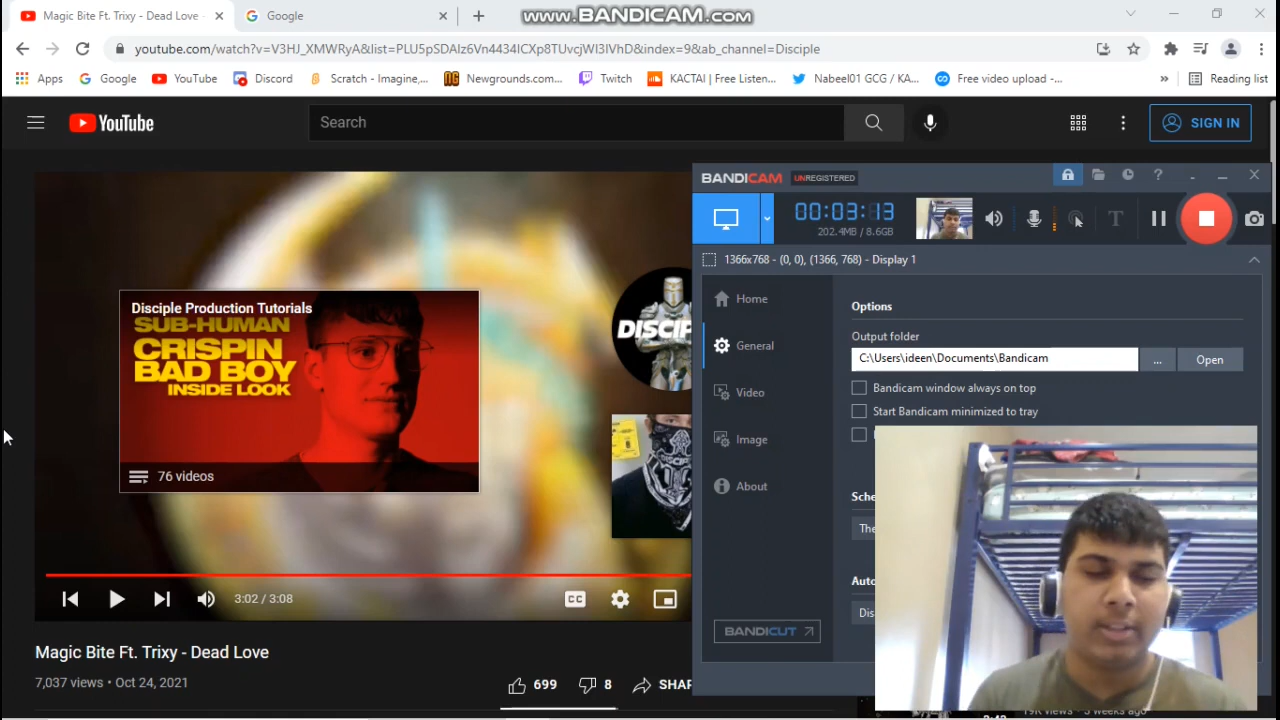 www.BANDICAM.com
Magic Bite Ft. Trixy - Dead Love
Google
youtube.com/watch?v=V3HJ_XMWRyA&list=PLU5pSDAIz6Vn4434ICXp8TUvcjWI3IVhD&index=9&ab_channel=Disciple
Apps Google YouTube Discord Scratch - Imagine,... Newgrounds.com... Twitch KACTAI | Free Listen... Nabeel01 GCG / KA... Free video upload -... » Reading list
YouTube
Search
SIGN IN
BANDICAM UNREGISTERED
00:03:13
202.4MB / 8.6GB
1366x768 - (0, 0), (1366, 768) - Display 1
Home
General
Video
Image
About
BANDICUT
Options
Output folder
C:\Users\ideen\Documents\Bandicam
... Open
Bandicam window always on top
Start Bandicam minimized to tray
Disciple Production Tutorials
SUB-HUMAN
CRISPIN
BAD BOY
INSIDE LOOK
76 videos
DISCIP
3:02 / 3:08
CC
Magic Bite Ft. Trixy - Dead Love
7,037 views • Oct 24, 2021
699 8 SHAR